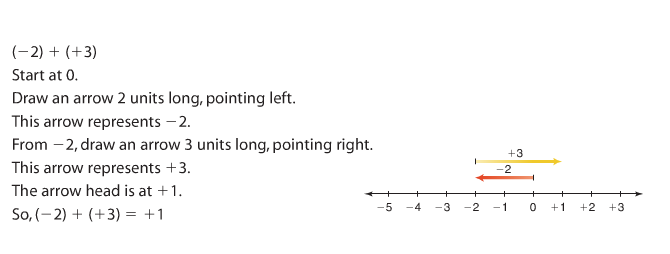 (−2) + (+3)
Start at 0.
Draw an arrow 2 units long, pointing left.
This arrow represents −2.
From −2, draw an arrow 3 units long, pointing right.
This arrow represents +3.
The arrow head is at +1.
So, (−2) + (+3) = +1
+3
−2
−5 −4 −3 −2 −1 0 +1 +2 +3